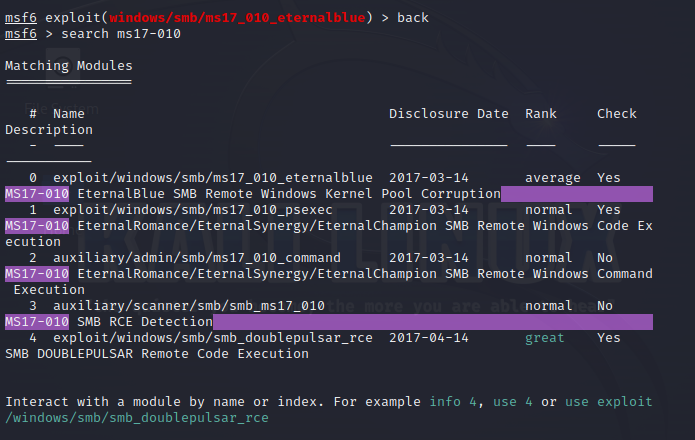 msf6 exploit(windows/smb/ms17_010_eternalblue) > back
msf6 > search ms17-010
Matching Modules
================
# Name Disclosure Date Rank Check
Description
- ---- --------------- ---- -----
-----------
0 exploit/windows/smb/ms17_010_eternalblue 2017-03-14 average Yes
MS17-010 EternalBlue SMB Remote Windows Kernel Pool Corruption
1 exploit/windows/smb/ms17_010_psexec 2017-03-14 normal Yes
MS17-010 EternalRomance/EternalSynergy/EternalChampion SMB Remote Windows Code Ex
ecution
2 auxiliary/admin/smb/ms17_010_command 2017-03-14 normal No
MS17-010 EternalRomance/EternalSynergy/EternalChampion SMB Remote Windows Command
Execution
3 auxiliary/scanner/smb/smb_ms17_010 normal No
MS17-010 SMB RCE Detection
4 exploit/windows/smb/smb_doublepulsar_rce 2017-04-14 great Yes
SMB DOUBLEPULSAR Remote Code Execution
Interact with a module by name or index. For example info 4, use 4 or use exploit
/windows/smb/smb_doublepulsar_rce